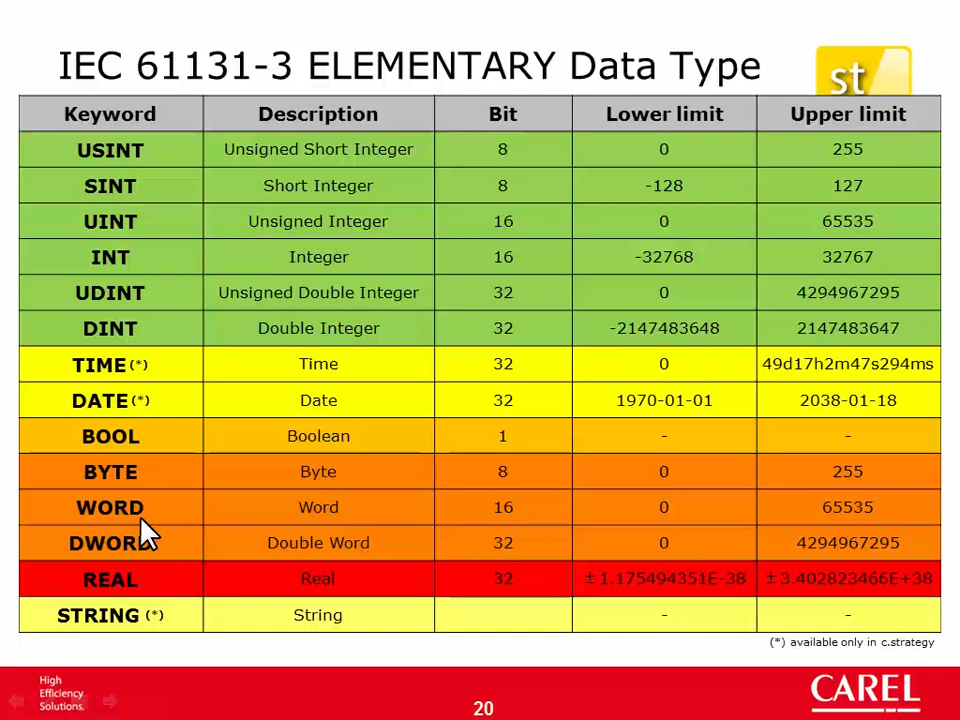 IEC 61131-3 ELEMENTARY Data Type
st
Keyword Description Bit Lower limit Upper limit
USINT Unsigned Short Integer 8 0 255
SINT Short Integer 8 -128 127
UINT Unsigned Integer 16 0 65535
INT Integer 16 -32768 32767
UDINT Unsigned Double Integer 32 0 4294967295
DINT Double Integer 32 -2147483648 2147483647
TIME (*) Time 32 0 49d17h2m47s294ms
DATE (*) Date 32 1970-01-01 2038-01-18
BOOL Boolean 1 - -
BYTE Byte 8 0 255
WORD Word 16 0 65535
DWORD Double Word 32 0 4294967295
REAL Real 32 ±1.175494351E-38 ±3.402823466E+38
STRING (*) String - -
(*) available only in c.strategy
High
Efficiency
Solutions.
20
CAREL